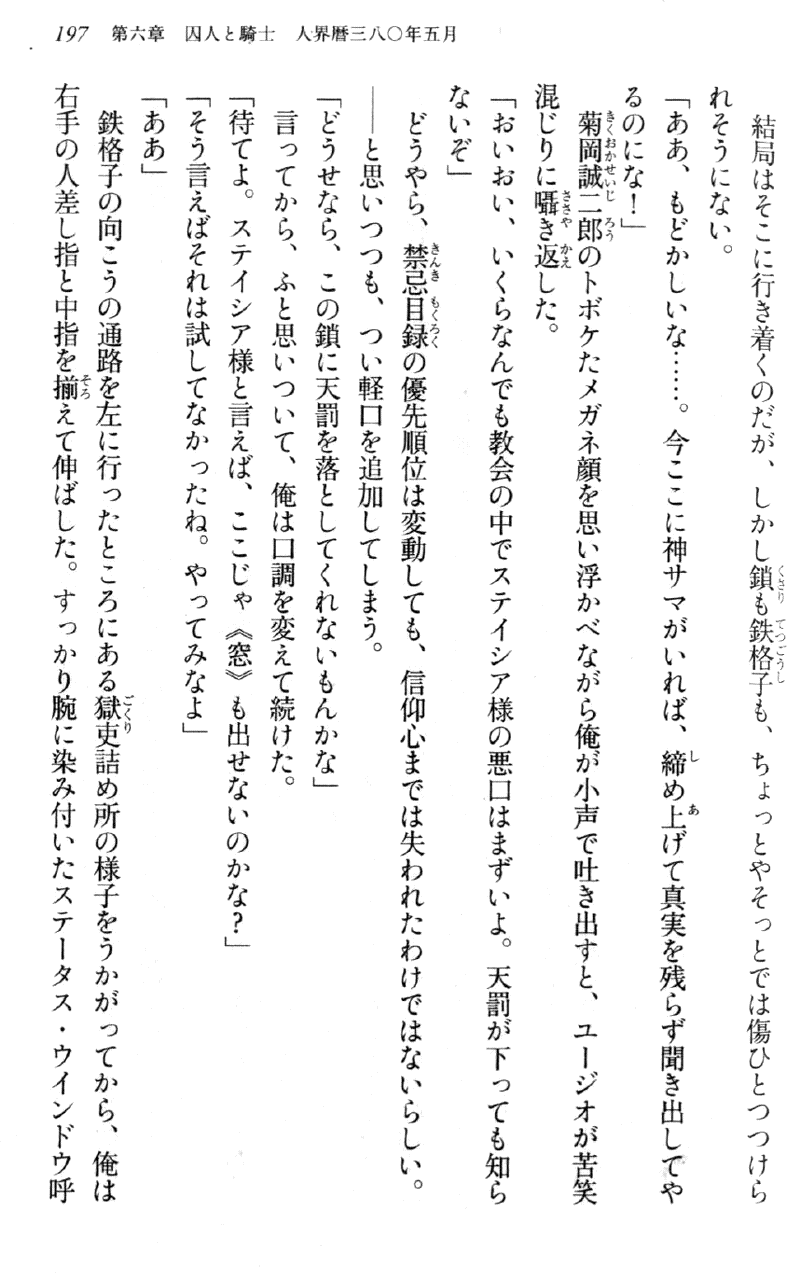 197 第六章 囚人と騎士 人界暦三八〇年五月
結局はそこに行き着くのだが、しかし鎖も鉄格子も、ちょっとやそっとでは傷ひとつつけら
れそうにない。
「ああ、もどかしいな……。今ここに神サマがいれば、締め上げて真実を残らず聞き出してや
るのにな！」
菊岡誠二郎のトボケたメガネ顔を思い浮かべながら俺が小声で吐き出すと、ユージオが苦笑
混じりに囁き返した。
「おいおい、いくらなんでも教会の中でステイシア様の悪口はまずいよ。天罰が下っても知ら
ないぞ」
どうやら、禁忌目録の優先順位は変動しても、信仰心までは失われたわけではないらしい。
――と思いつつも、つい軽口を追加してしまう。
「どうせなら、この鎖に天罰を落としてくれないもんかな」
言ってから、ふと思いついて、俺は口調を変えて続けた。
「待てよ。ステイシア様と言えば、ここじゃ《窓》も出せないのかな？」
「そう言えばそれは試してなかったね。やってみなよ」
「ああ」
鉄格子の向こうの通路を左に行ったところにある獄吏詰め所の様子をうかがってから、俺は
右手の人差し指と中指を揃えて伸ばした。すっかり腕に染み付いたステータス・ウインドウ呼